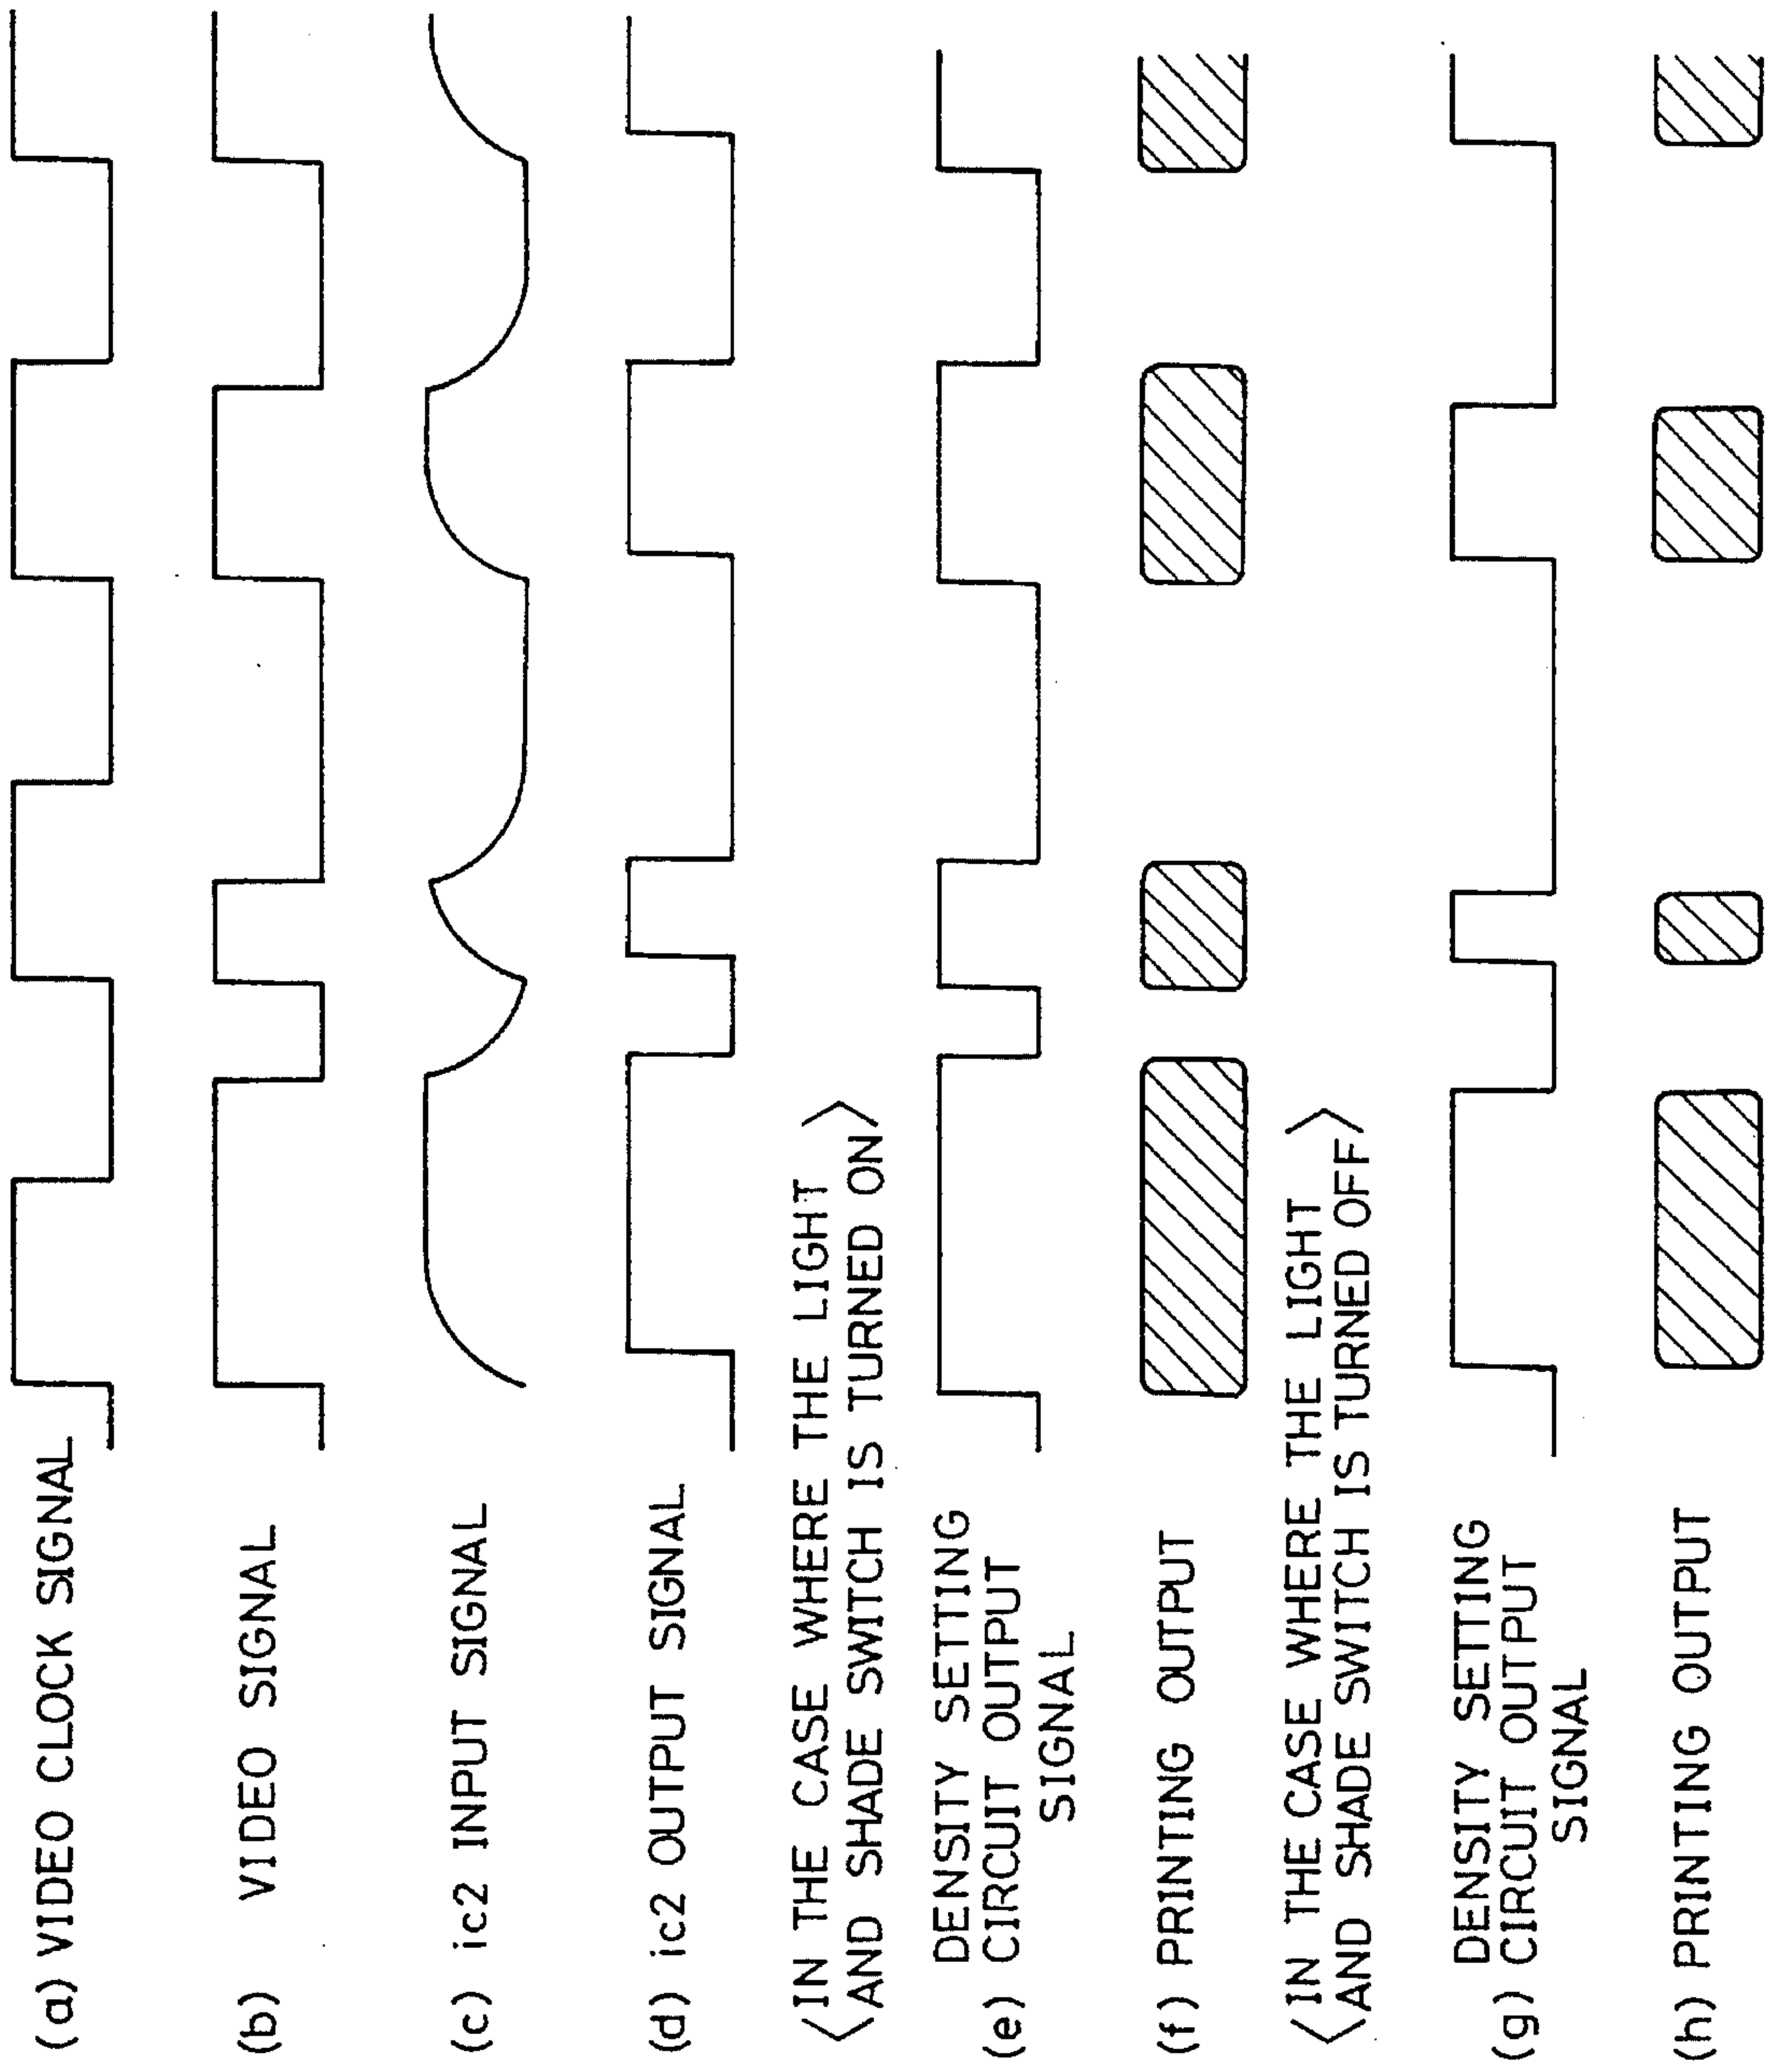 (a) VIDEO CLOCK SIGNAL
(b) VIDEO SIGNAL
(c) ic2 INPUT SIGNAL
(d) ic2 OUTPUT SIGNAL
<IN THE CASE WHERE THE LIGHT>
<AND SHADE SWITCH IS TURNED ON>
DENSITY SETTING
(e) CIRCUIT OUTPUT
SIGNAL
(f) PRINTING OUTPUT
<IN THE CASE WHERE THE LIGHT>
<AND SHADE SWITCH IS TURNED OFF>
DENSITY SETTING
(g) CIRCUIT OUTPUT
SIGNAL
(h) PRINTING OUTPUT